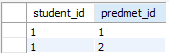 student_id predmet_id
1 1
1 2